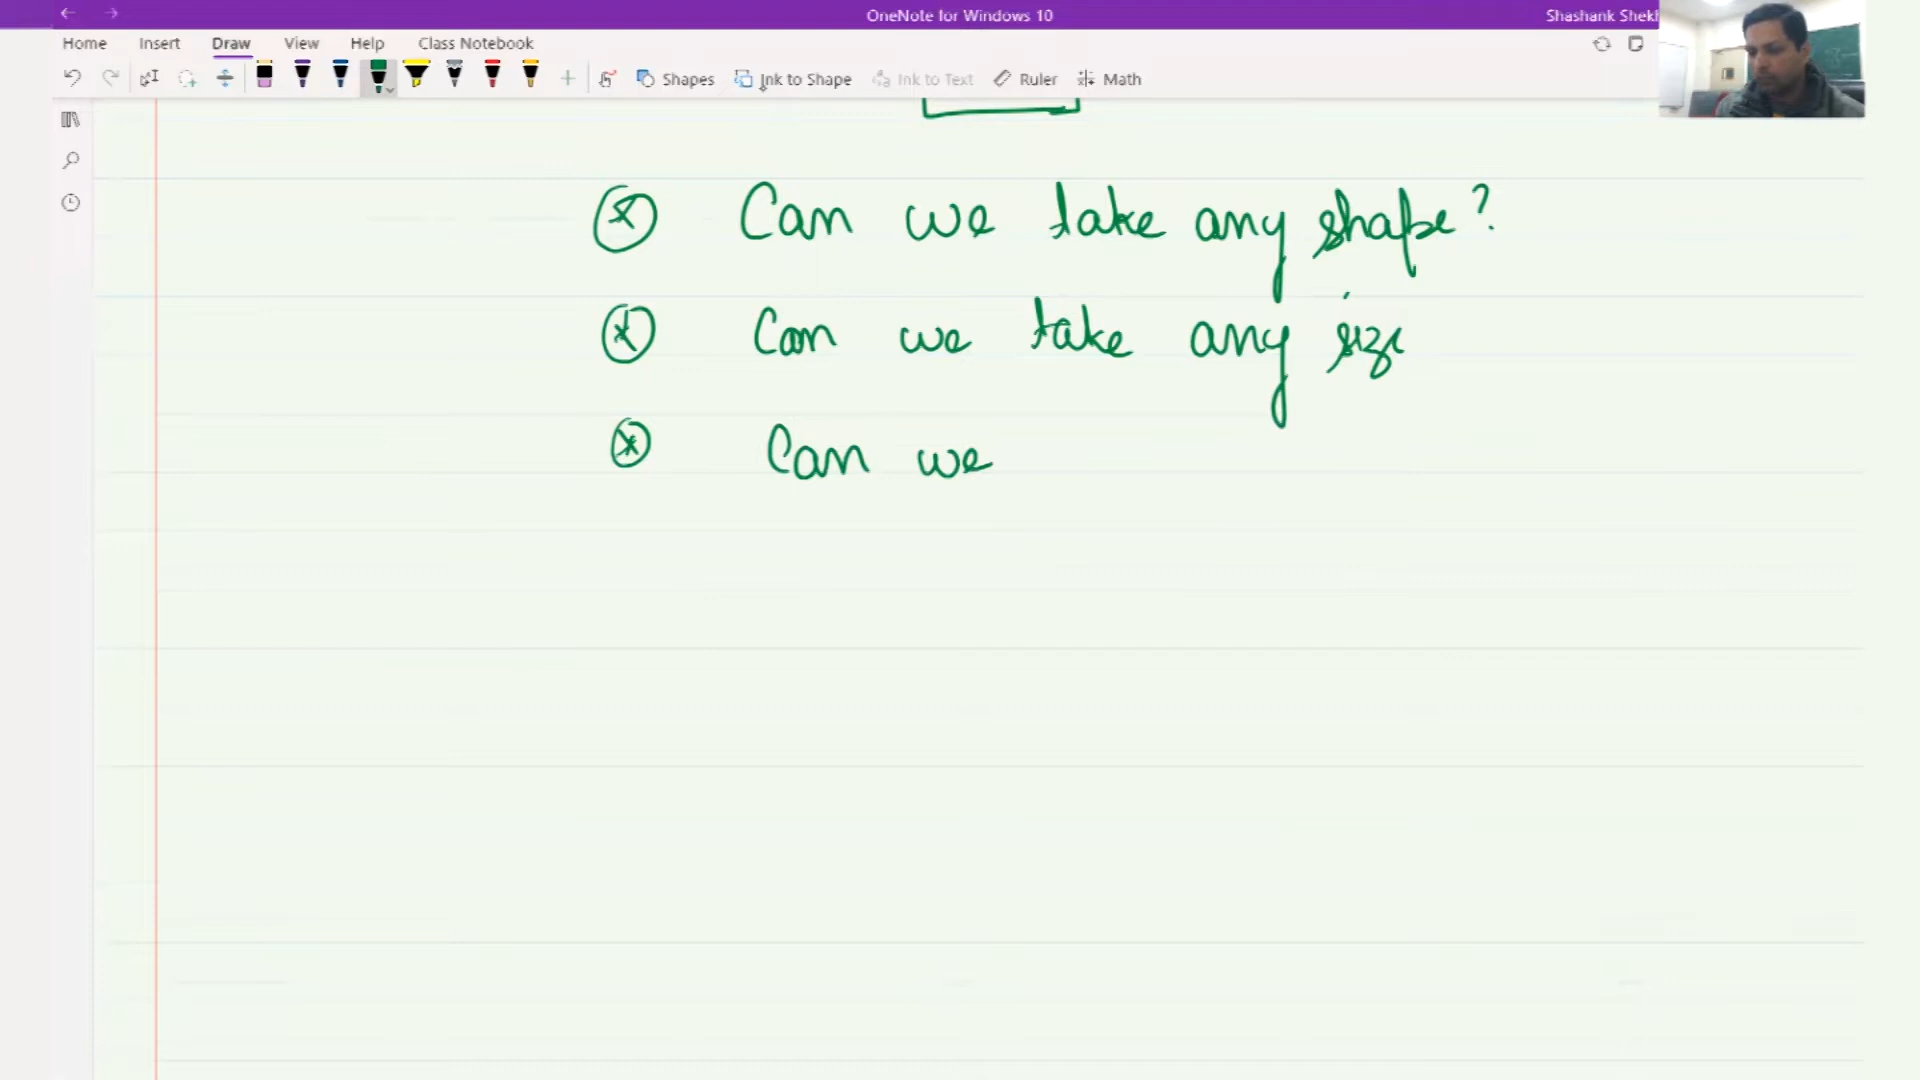 OneNote for Windows 10
Shashank Shekh
Home Insert Draw View Help Class Notebook
Shapes Ink to Shape Ink to Text Ruler Math
Can we take any shape?
Can we take any size
Can we